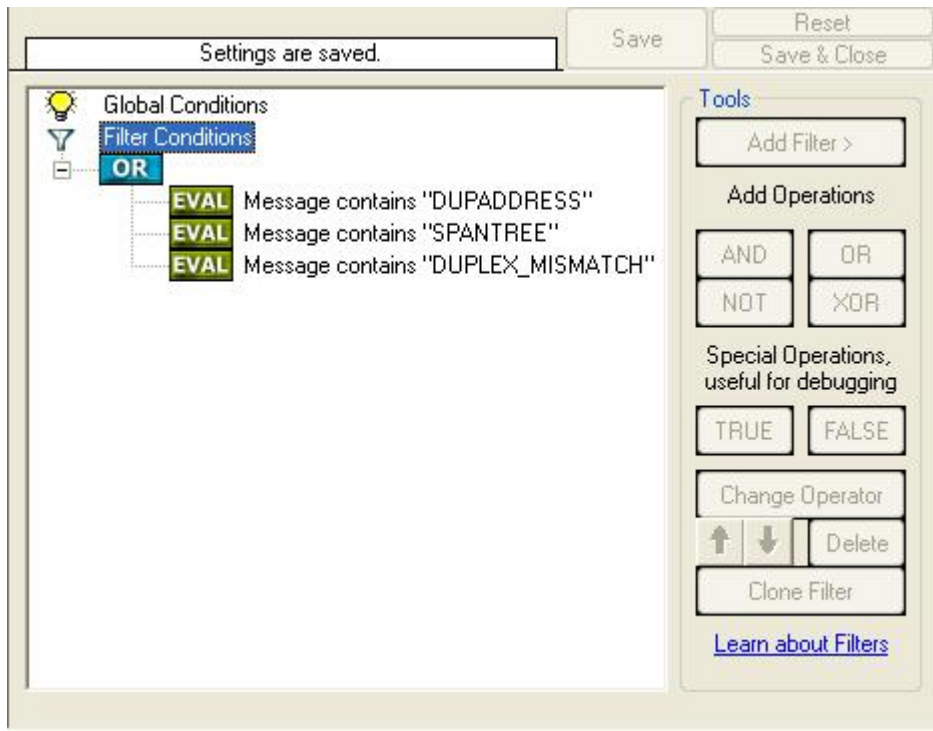 Settings are saved.
Save
Reset
Save & Close
Global Conditions
Filter Conditions
OR
EVAL Message contains "DUPADDRESS"
EVAL Message contains "SPANTREE"
EVAL Message contains "DUPLEX_MISMATCH"
Tools
Add Filter >
Add Operations
AND OR
NOT XOR
Special Operations,
useful for debugging
TRUE FALSE
Change Operator
Delete
Clone Filter
Learn about Filters